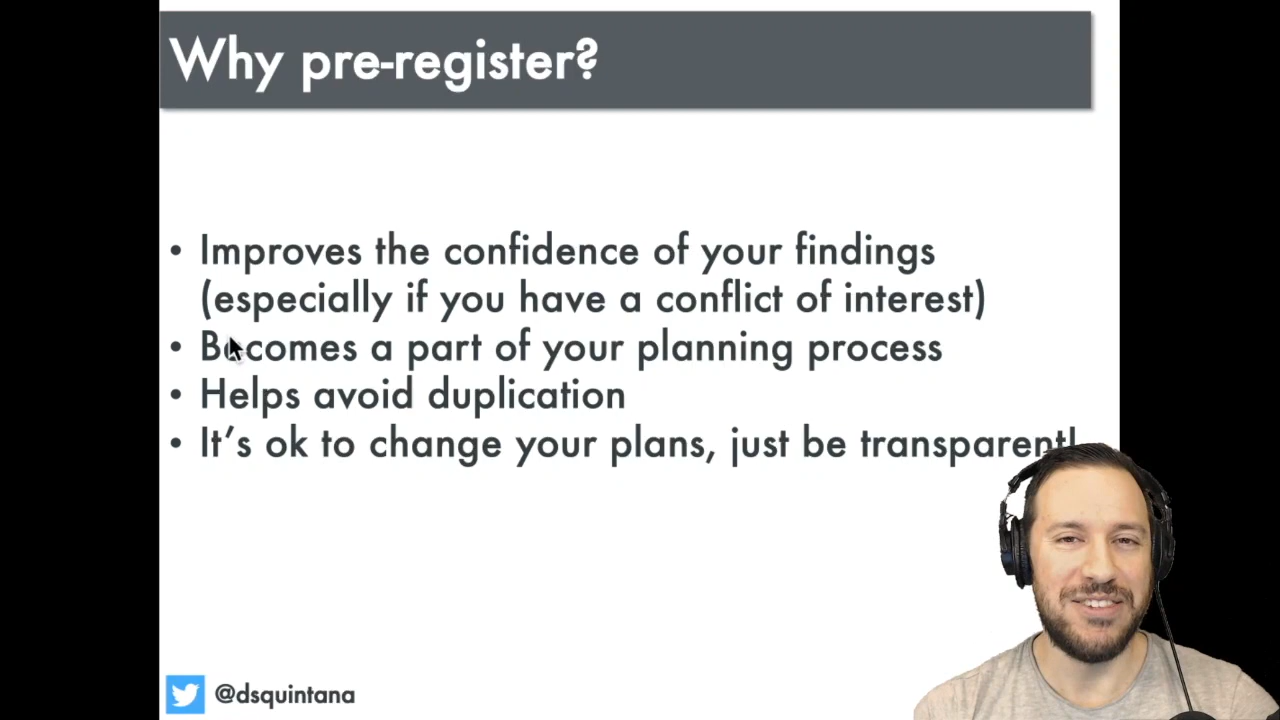 Why pre-register?
• Improves the confidence of your findings
(especially if you have a conflict of interest)
• Becomes a part of your planning process
• Helps avoid duplication
• It's ok to change your plans, just be transparent!
@dsquintana